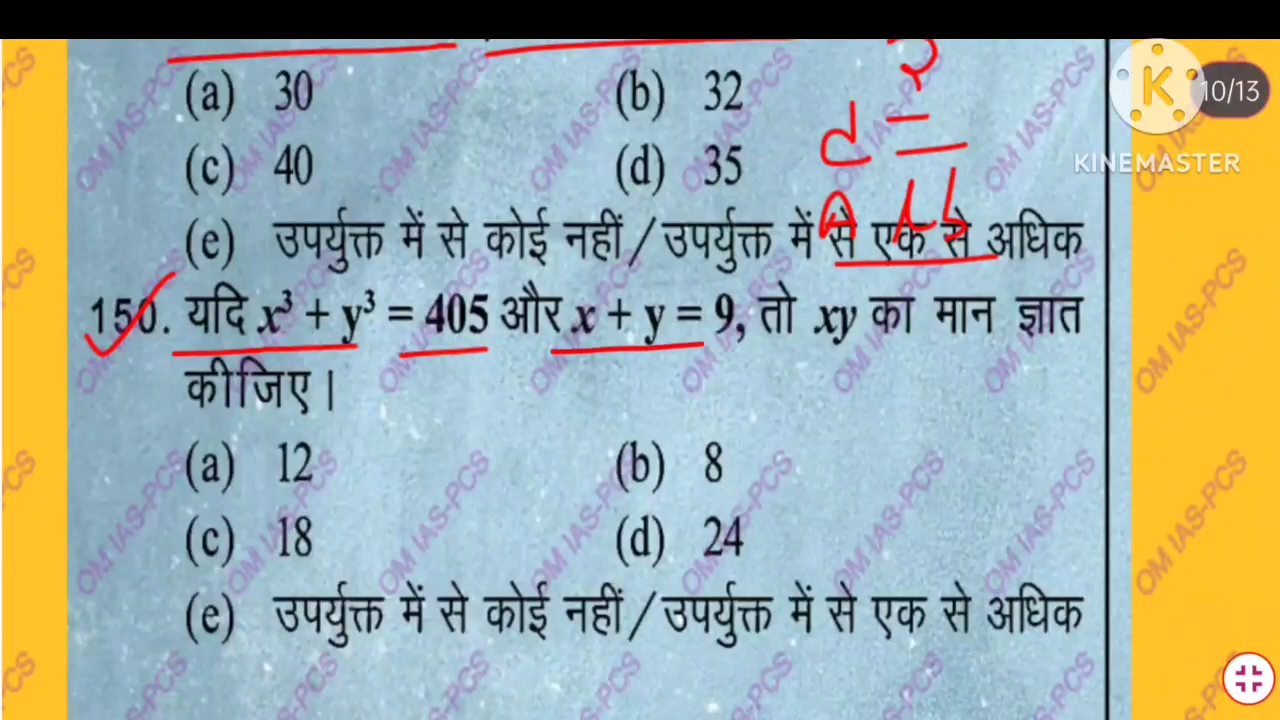 10/13
KINEMASTER
(a) 30 (b) 32
(c) 40 (d) 35
(e) उपर्युक्त में से कोई नहीं / उपर्युक्त में से एक से अधिक
150. यदि x³ + y³ = 405 और x + y = 9, तो xy का मान ज्ञात
कीजिए।
(a) 12 (b) 8
(c) 18 (d) 24
(e) उपर्युक्त में से कोई नहीं / उपर्युक्त में से एक से अधिक
OM IAS-PCS